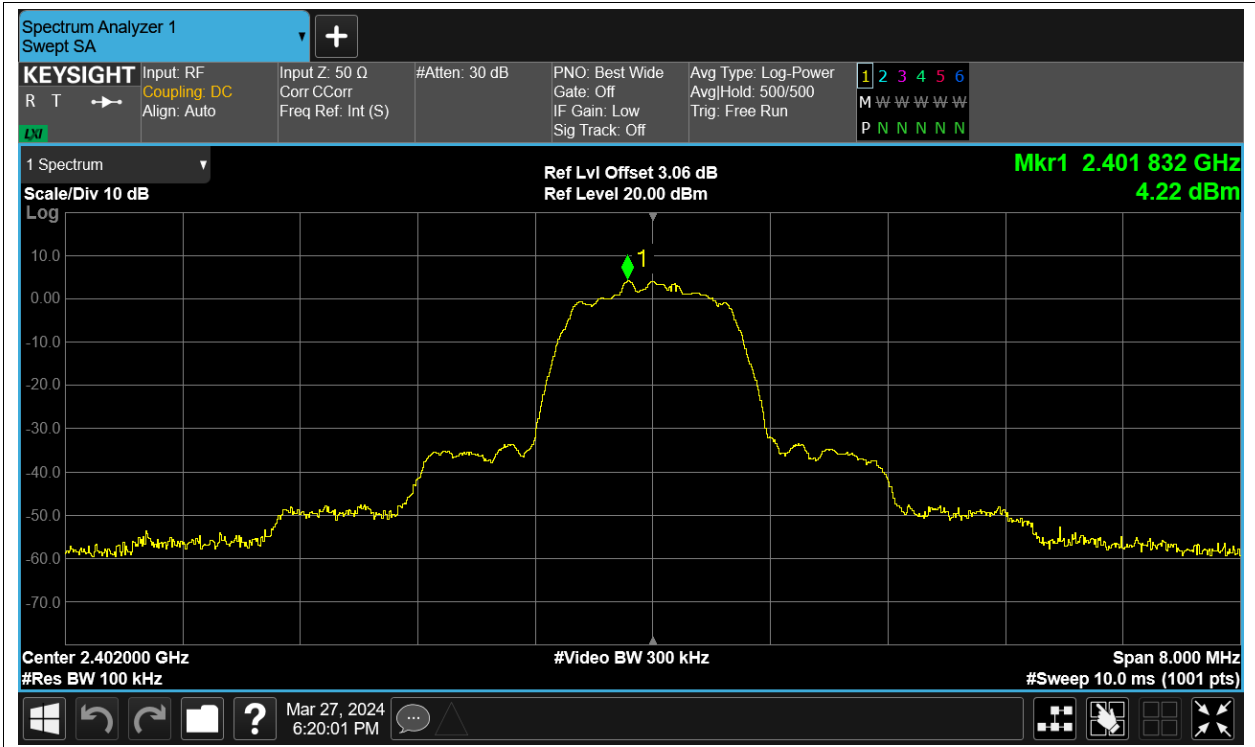 Spectrum Analyzer 1
Swept SA
KEYSIGHT
R T
LXI
Input: RF
Coupling: DC
Align: Auto
Input Z: 50 Ω
Corr CCorr
Freq Ref: Int (S)
#Atten: 30 dB
PNO: Best Wide
Gate: Off
IF Gain: Low
Sig Track: Off
Avg Type: Log-Power
Avg|Hold: 500/500
Trig: Free Run
1 2 3 4 5 6
M W W W W W
P N N N N N
1 Spectrum
Scale/Div 10 dB
Log
Ref Lvl Offset 3.06 dB
Ref Level 20.00 dBm
Mkr1 2.401 832 GHz
4.22 dBm
1
10.0
0.00
-10.0
-20.0
-30.0
-40.0
-50.0
-60.0
-70.0
Center 2.402000 GHz
#Video BW 300 kHz
Span 8.000 MHz
#Res BW 100 kHz
#Sweep 10.0 ms (1001 pts)
?
Mar 27, 2024
6:20:01 PM